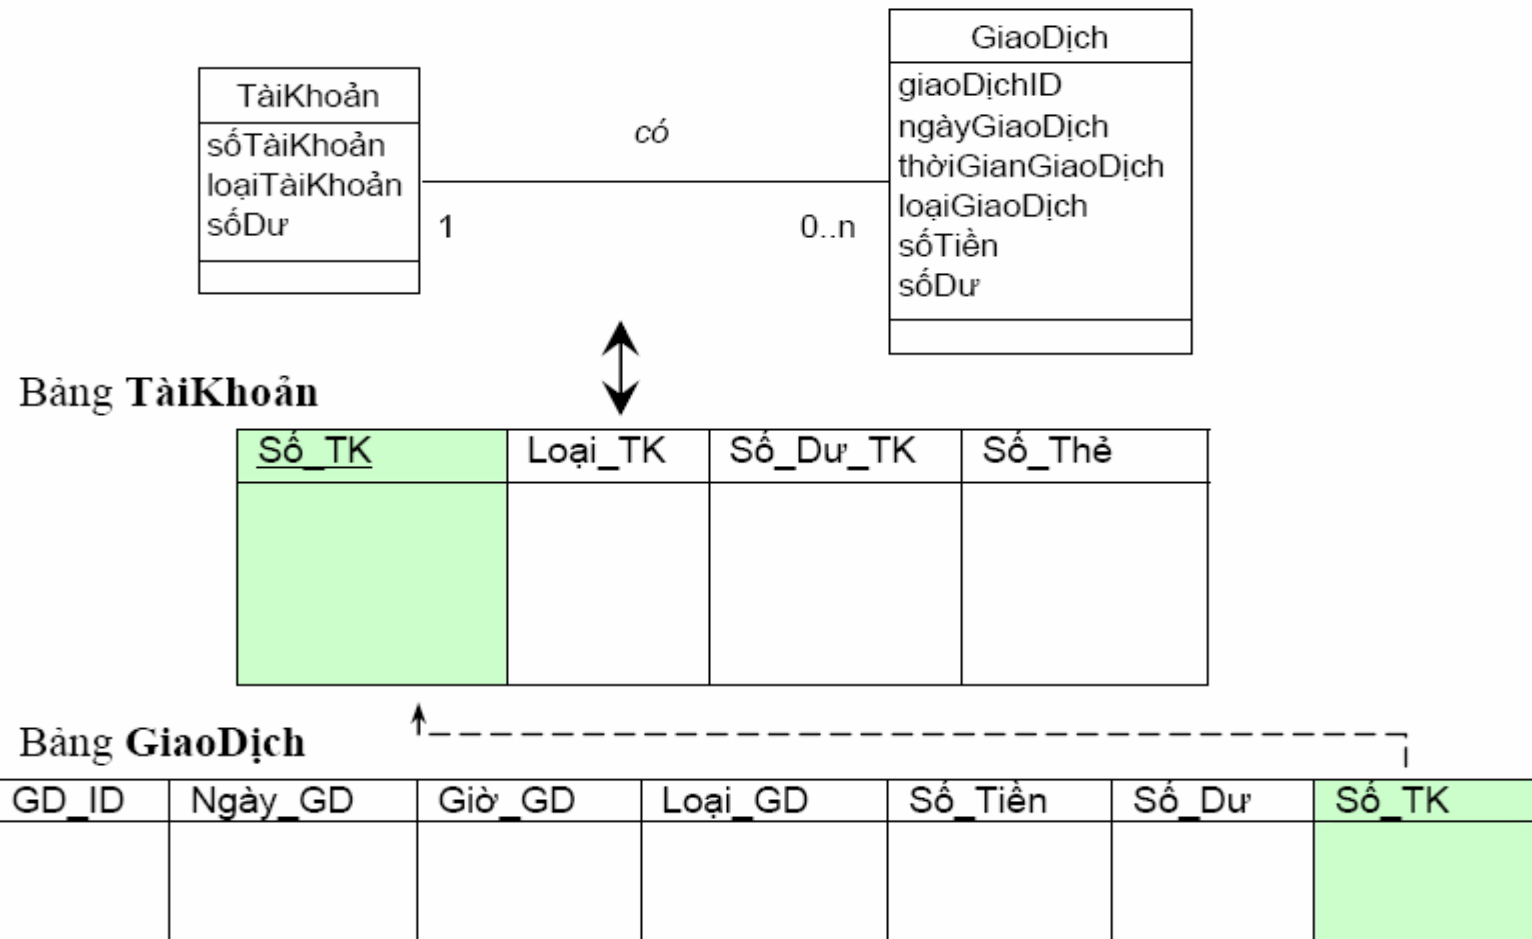 GiaoDịch
giaoDịchID
ngàyGiaoDịch
thờiGianGiaoDịch
loạiGiaoDịch
sốTiền
sốDư
TàiKhoản
sốTàiKhoản
loạiTàiKhoản
sốDư
có
1
0..n
Bảng TàiKhoản
Số_TK Loại_TK Số_Dư_TK Số_Thẻ
Bảng GiaoDịch
GD_ID Ngày_GD Giờ_GD Loại_GD Số_Tiền Số_Dư Số_TK